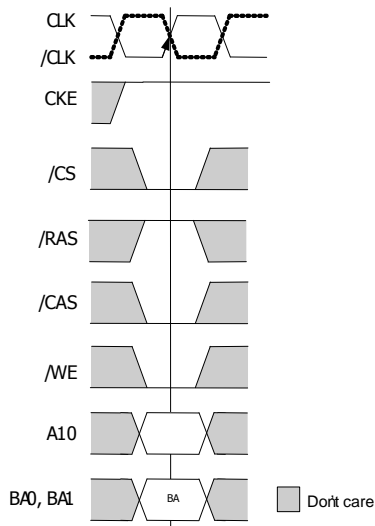 CLK
/CLK
CKE
/CS
/RAS
/CAS
/WE
A10
BA0, BA1
BA
Don't care